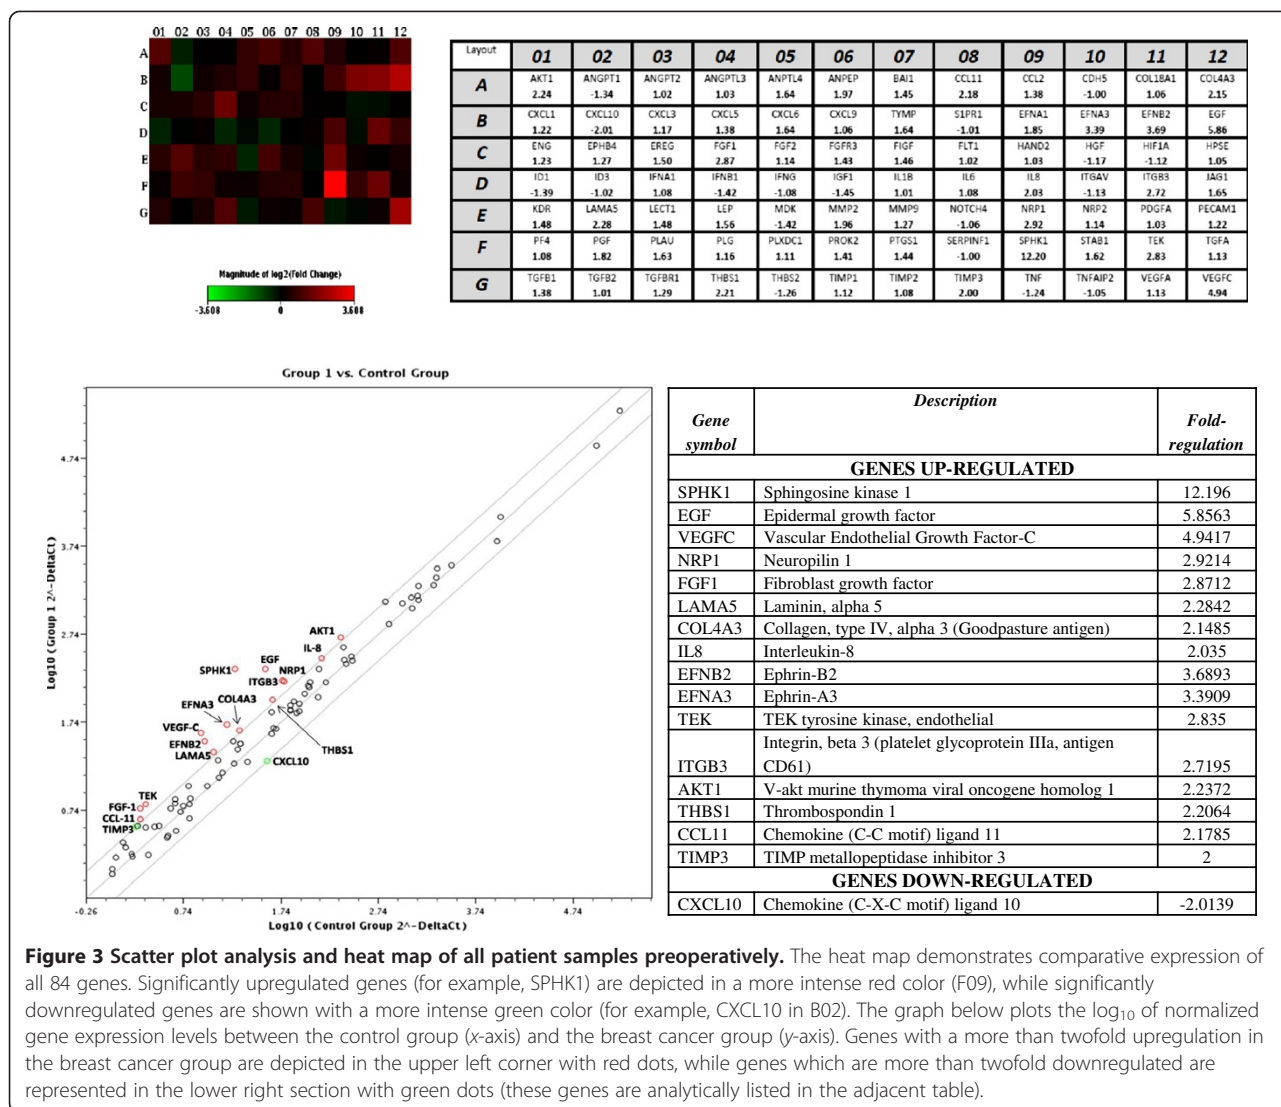 01 02 03 04 05 06 07 08 09 10 11 12
A
B
C
D
E
F
G
Magnitude of log2(Fold Change)
-3.608 0 3.608
Layout 01 02 03 04 05 06 07 08 09 10 11 12
A AKT1 ANGPT1 ANGPT2 ANGPTL3 ANPTL4 ANPEP BAI1 CCL11 CCL2 CDH5 COL18A1 COL4A3
2.24 -1.34 1.02 1.03 1.64 1.97 1.45 2.18 1.38 -1.00 1.06 2.15
B CXCL1 CXCL10 CXCL3 CXCL5 CXCL6 CXCL9 TYMP S1PR1 EFNA1 EFNA3 EFNB2 EGF
1.22 -2.01 1.17 1.38 1.64 1.06 1.64 -1.01 1.85 3.39 3.69 5.86
C ENG EPHB4 EREG FGF1 FGF2 FGFR3 FIGF FLT1 HAND2 HGF HIF1A HPSE
1.23 1.27 1.50 2.87 1.14 1.43 1.46 1.02 1.03 -1.17 -1.12 1.05
D ID1 ID3 IFNA1 IFNB1 IFNG IGF1 IL1B IL6 IL8 ITGAV ITGB3 JAG1
-1.39 -1.02 1.08 -1.42 -1.08 -1.45 1.01 1.08 2.03 -1.13 2.72 1.65
E KDR LAMA5 LECT1 LEP MDK MMP2 MMP9 NOTCH4 NRP1 NRP2 PDGFA PECAM1
1.48 2.28 1.48 1.56 -1.42 1.96 1.27 -1.06 2.92 1.14 1.03 1.22
F PF4 PGF PLAU PLG PLXDC1 PROK2 PTGS1 SERPINF1 SPHK1 STAB1 TEK TGFA
1.08 1.82 1.63 1.16 1.11 1.41 1.44 -1.00 12.20 1.62 2.83 1.13
G TGFB1 TGFB2 TGFBR1 THBS1 THBS2 TIMP1 TIMP2 TIMP3 TNF TNFAIP2 VEGFA VEGFC
1.38 1.01 1.29 2.21 -1.26 1.12 1.08 2.00 -1.24 -1.05 1.13 4.94
Group 1 vs. Control Group
Log10 (Group 1 2^-DeltaCt)
4.74
3.74
2.74
1.74
0.74
AKT1
IL-8
EGF
SPHK1
NRP1
ITGB3
COL4A3
EFNA3
VEGF-C
EFNB2
LAMA5
THBS1
CXCL10
TEK
FGF-1
CCL-11
TIMP3
-0.26 0.74 1.74 2.74 3.74 4.74
Log10 (Control Group 2^-DeltaCt)
Gene symbol Description Fold-regulation
GENES UP-REGULATED
SPHK1 Sphingosine kinase 1 12.196
EGF Epidermal growth factor 5.8563
VEGFC Vascular Endothelial Growth Factor-C 4.9417
NRP1 Neuropilin 1 2.9214
FGF1 Fibroblast growth factor 2.8712
LAMA5 Laminin, alpha 5 2.2842
COL4A3 Collagen, type IV, alpha 3 (Goodpasture antigen) 2.1485
IL8 Interleukin-8 2.035
EFNB2 Ephrin-B2 3.6893
EFNA3 Ephrin-A3 3.3909
TEK TEK tyrosine kinase, endothelial 2.835
Integrin, beta 3 (platelet glycoprotein IIIa, antigen
ITGB3 CD61) 2.7195
AKT1 V-akt murine thymoma viral oncogene homolog 1 2.2372
THBS1 Thrombospondin 1 2.2064
CCL11 Chemokine (C-C motif) ligand 11 2.1785
TIMP3 TIMP metallopeptidase inhibitor 3 2
GENES DOWN-REGULATED
CXCL10 Chemokine (C-X-C motif) ligand 10 -2.0139
Figure 3 Scatter plot analysis and heat map of all patient samples preoperatively. The heat map demonstrates comparative expression of
all 84 genes. Significantly upregulated genes (for example, SPHK1) are depicted in a more intense red color (F09), while significantly
downregulated genes are shown with a more intense green color (for example, CXCL10 in B02). The graph below plots the log10 of normalized
gene expression levels between the control group (x-axis) and the breast cancer group (y-axis). Genes with a more than twofold upregulation in
the breast cancer group are depicted in the upper left corner with red dots, while genes which are more than twofold downregulated are
represented in the lower right section with green dots (these genes are analytically listed in the adjacent table).